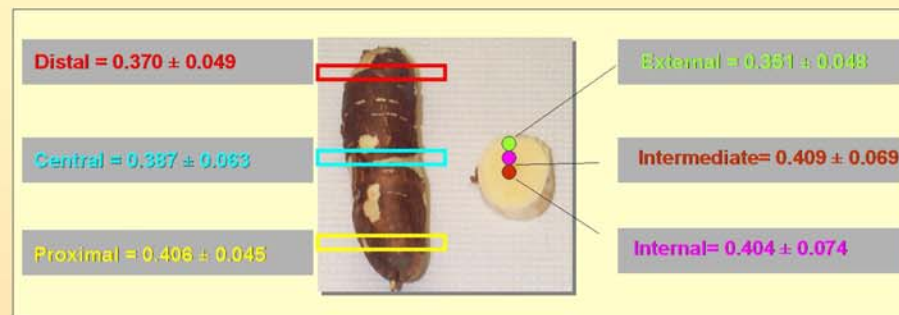 Distal = 0.370 ± 0.049
Central = 0.387 ± 0.063
Proximal = 0.406 ± 0.045
External = 0.351 ± 0.048
Intermediate= 0.409 ± 0.069
Internal= 0.404 ± 0.074